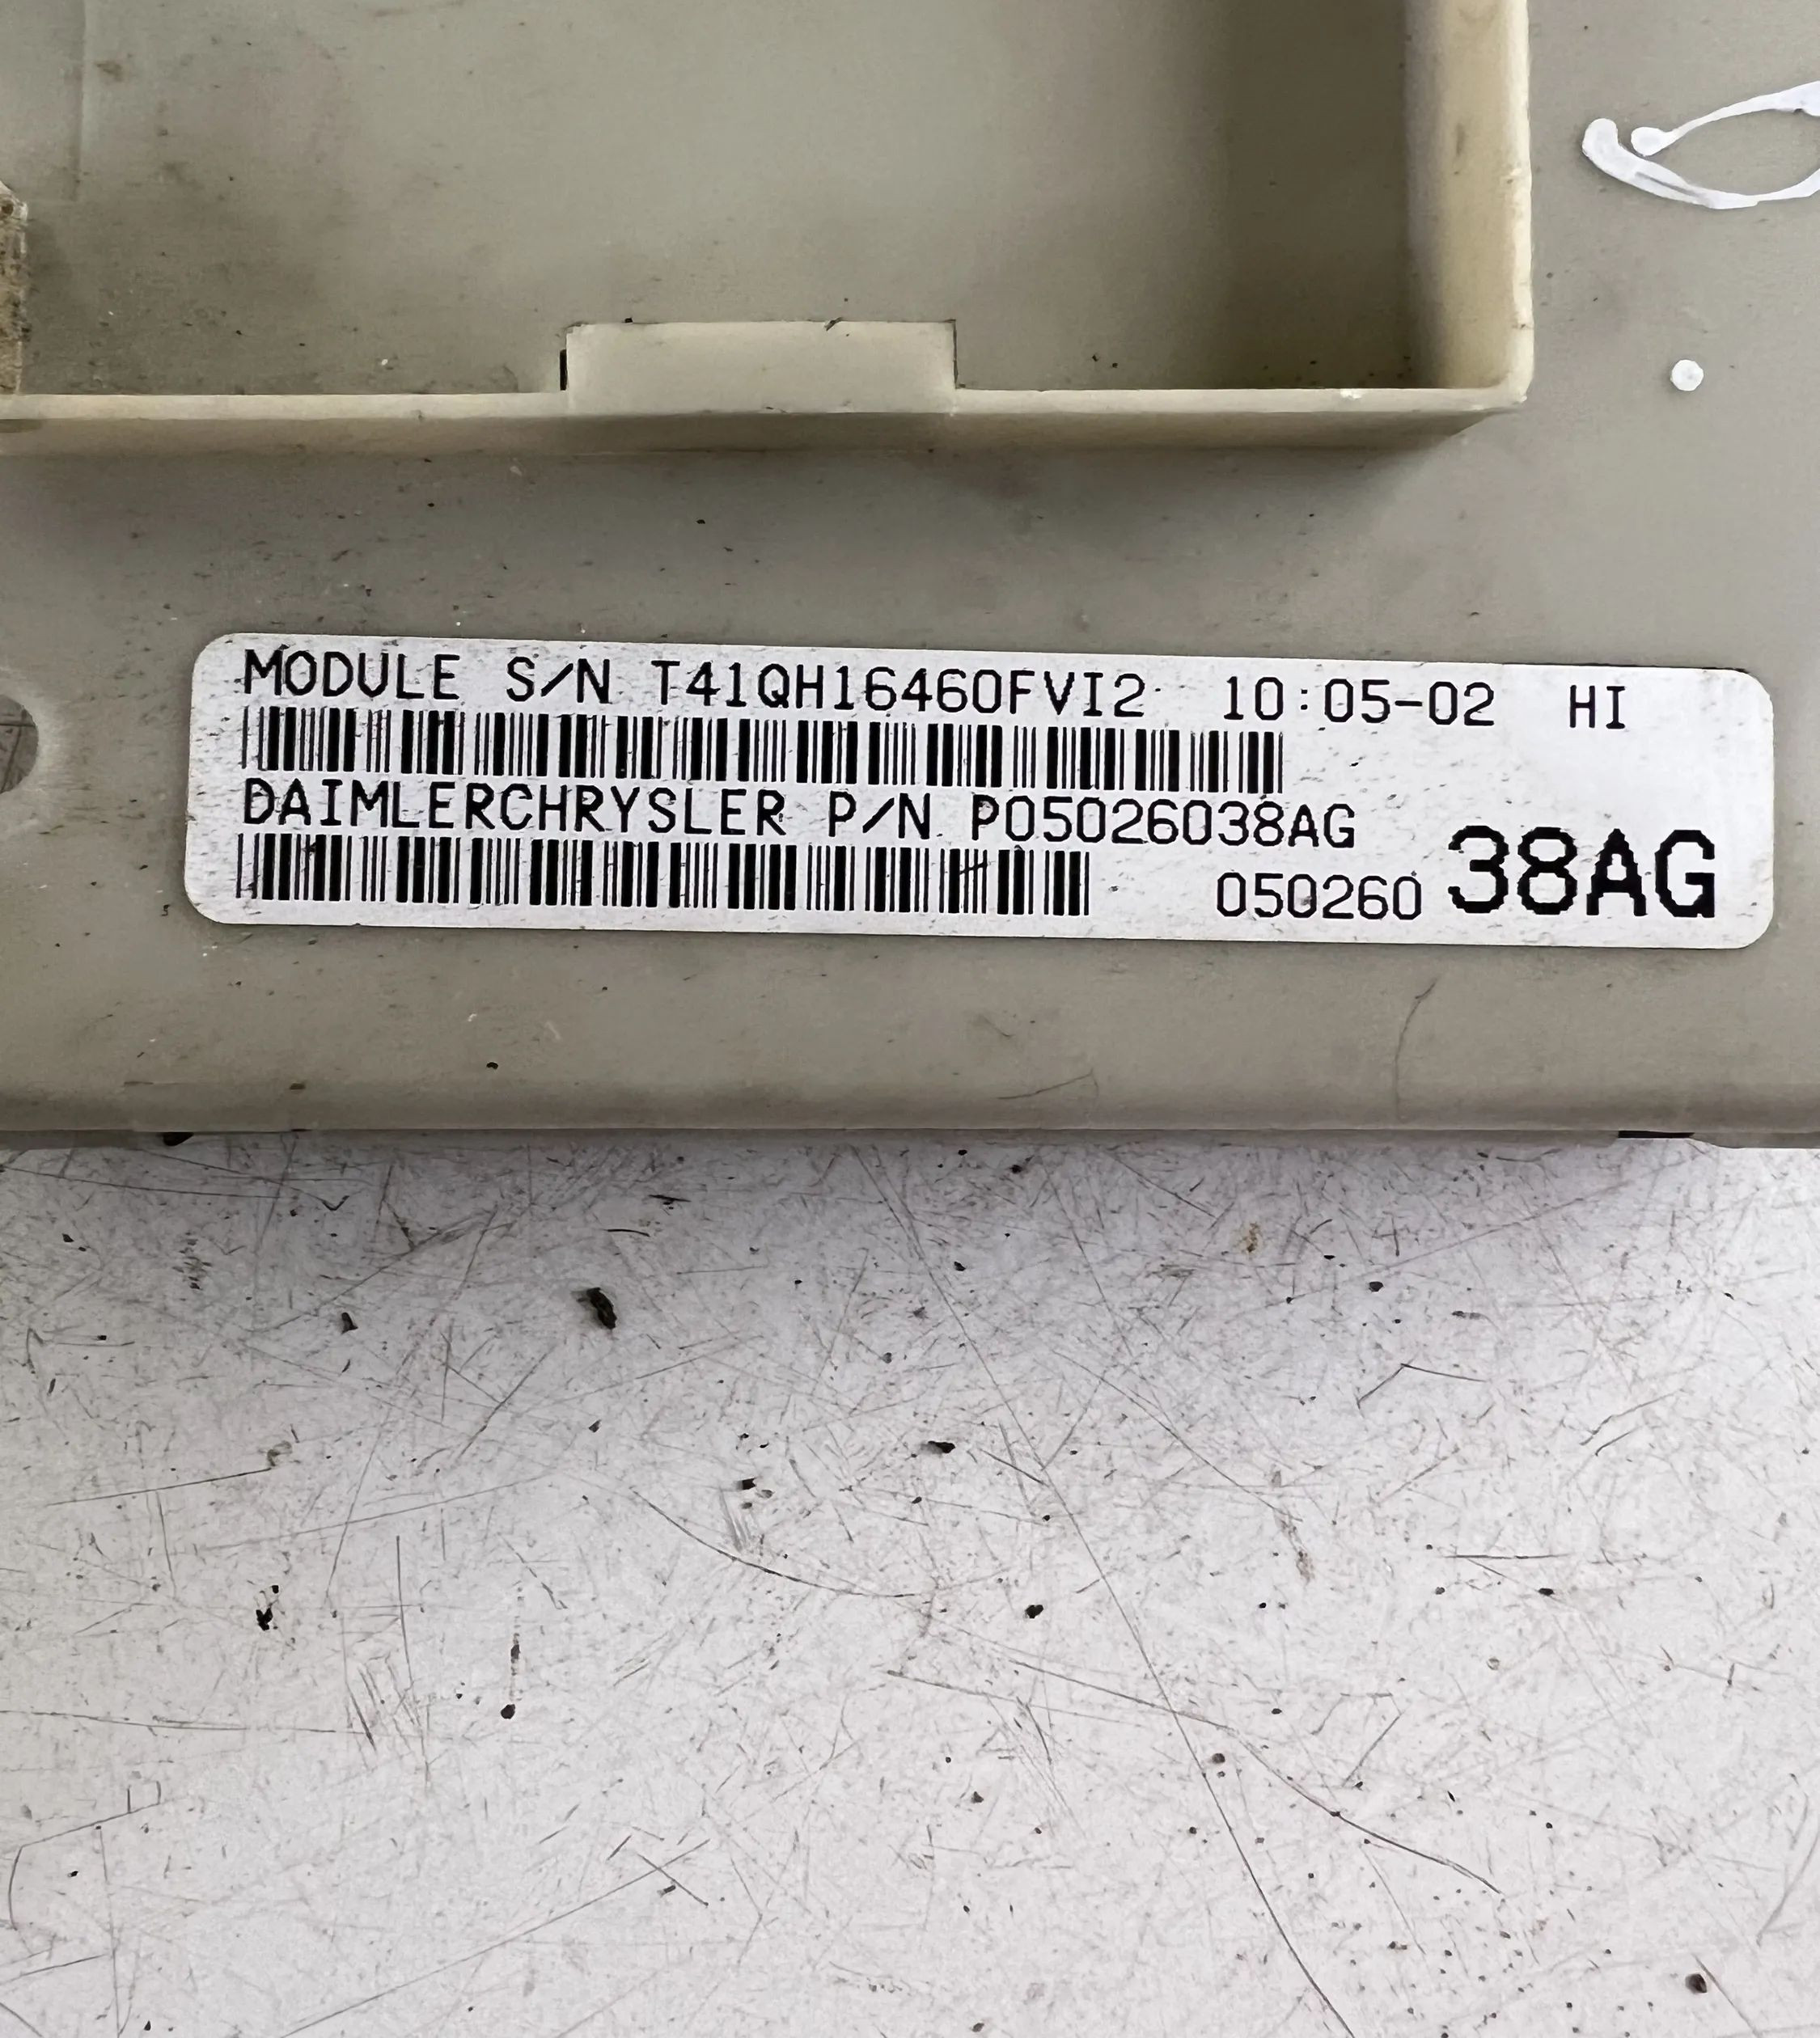 MODULE S/N T41QH16460FVI2 10:05-02 HI
DAIMLERCHRYSLER P/N P05026038AG
050260 38AG